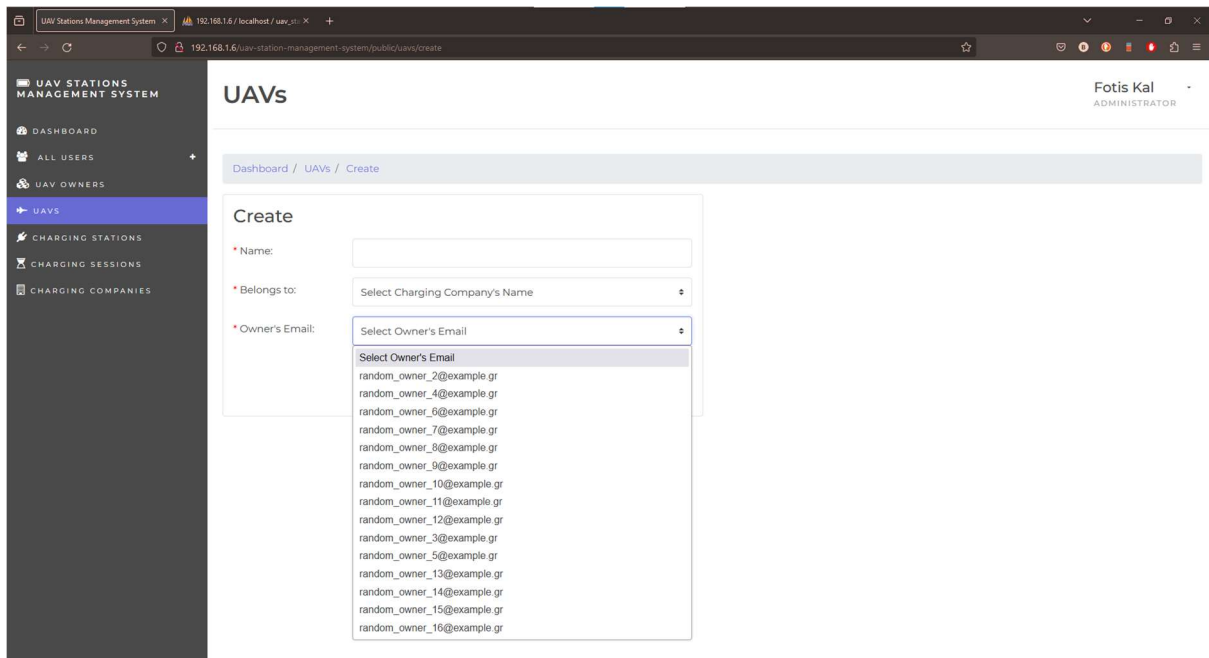 UAV Stations Management System
192.168.1.6 / localhost / uav_sta
192.168.1.6/uav-station-management-system/public/uavs/create
UAV STATIONS
MANAGEMENT SYSTEM
DASHBOARD
ALL USERS
UAV OWNERS
UAVS
CHARGING STATIONS
CHARGING SESSIONS
CHARGING COMPANIES
UAVs
Fotis Kal
ADMINISTRATOR
Dashboard / UAVs / Create
Create
* Name:
* Belongs to:
Select Charging Company's Name
* Owner's Email:
Select Owner's Email
Select Owner's Email
random_owner_2@example.gr
random_owner_4@example.gr
random_owner_6@example.gr
random_owner_7@example.gr
random_owner_8@example.gr
random_owner_9@example.gr
random_owner_10@example.gr
random_owner_11@example.gr
random_owner_12@example.gr
random_owner_3@example.gr
random_owner_5@example.gr
random_owner_13@example.gr
random_owner_14@example.gr
random_owner_15@example.gr
random_owner_16@example.gr